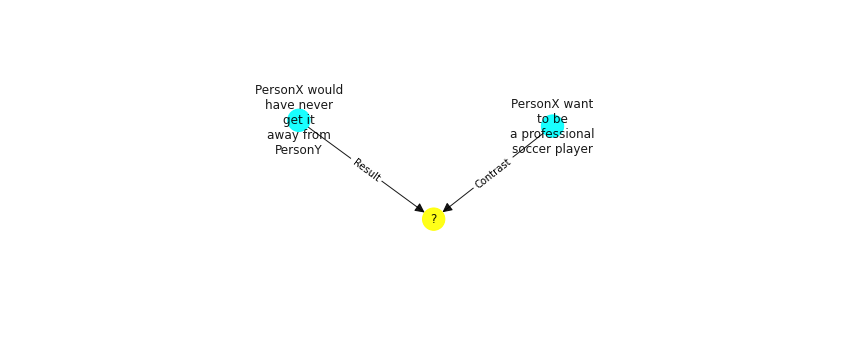 PersonX would
have never
get it
away from
PersonY
PersonX want
to be
a professional
soccer player
Result
Contrast
?